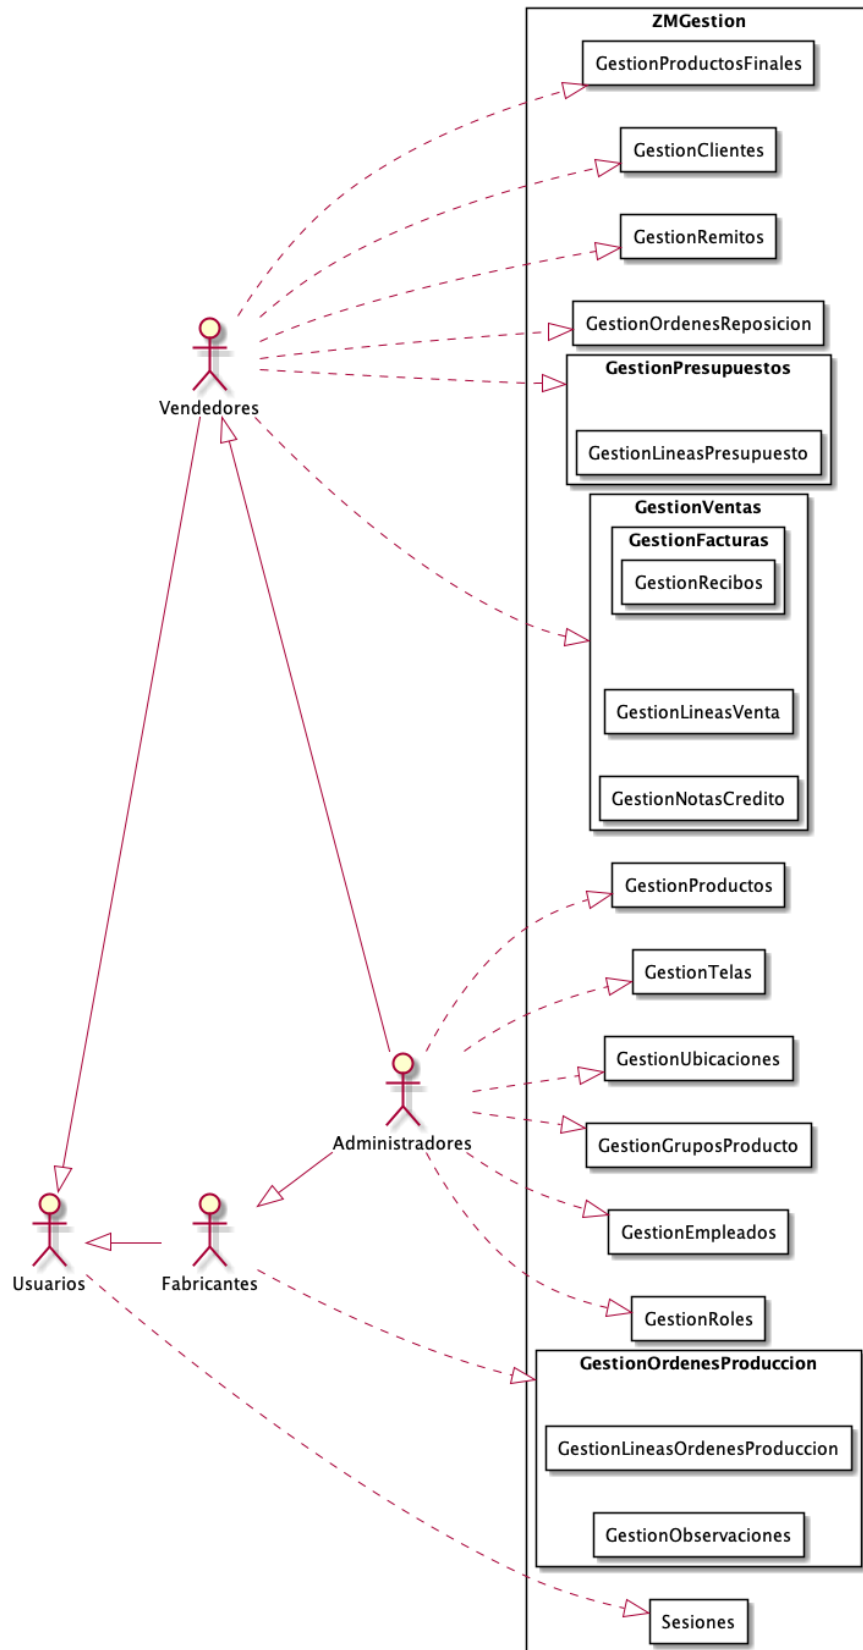 ZMGestion
GestionProductosFinales
GestionClientes
GestionRemitos
GestionOrdenesReposicion
GestionPresupuestos
Vendedores
GestionLineasPresupuesto
GestionVentas
GestionFacturas
GestionRecibos
GestionLineasVenta
GestionNotasCredito
GestionProductos
GestionTelas
GestionUbicaciones
Administradores
GestionGruposProducto
GestionEmpleados
Usuarios
Fabricantes
GestionRoles
GestionOrdenesProduccion
GestionLineasOrdenesProduccion
GestionObservaciones
Sesiones